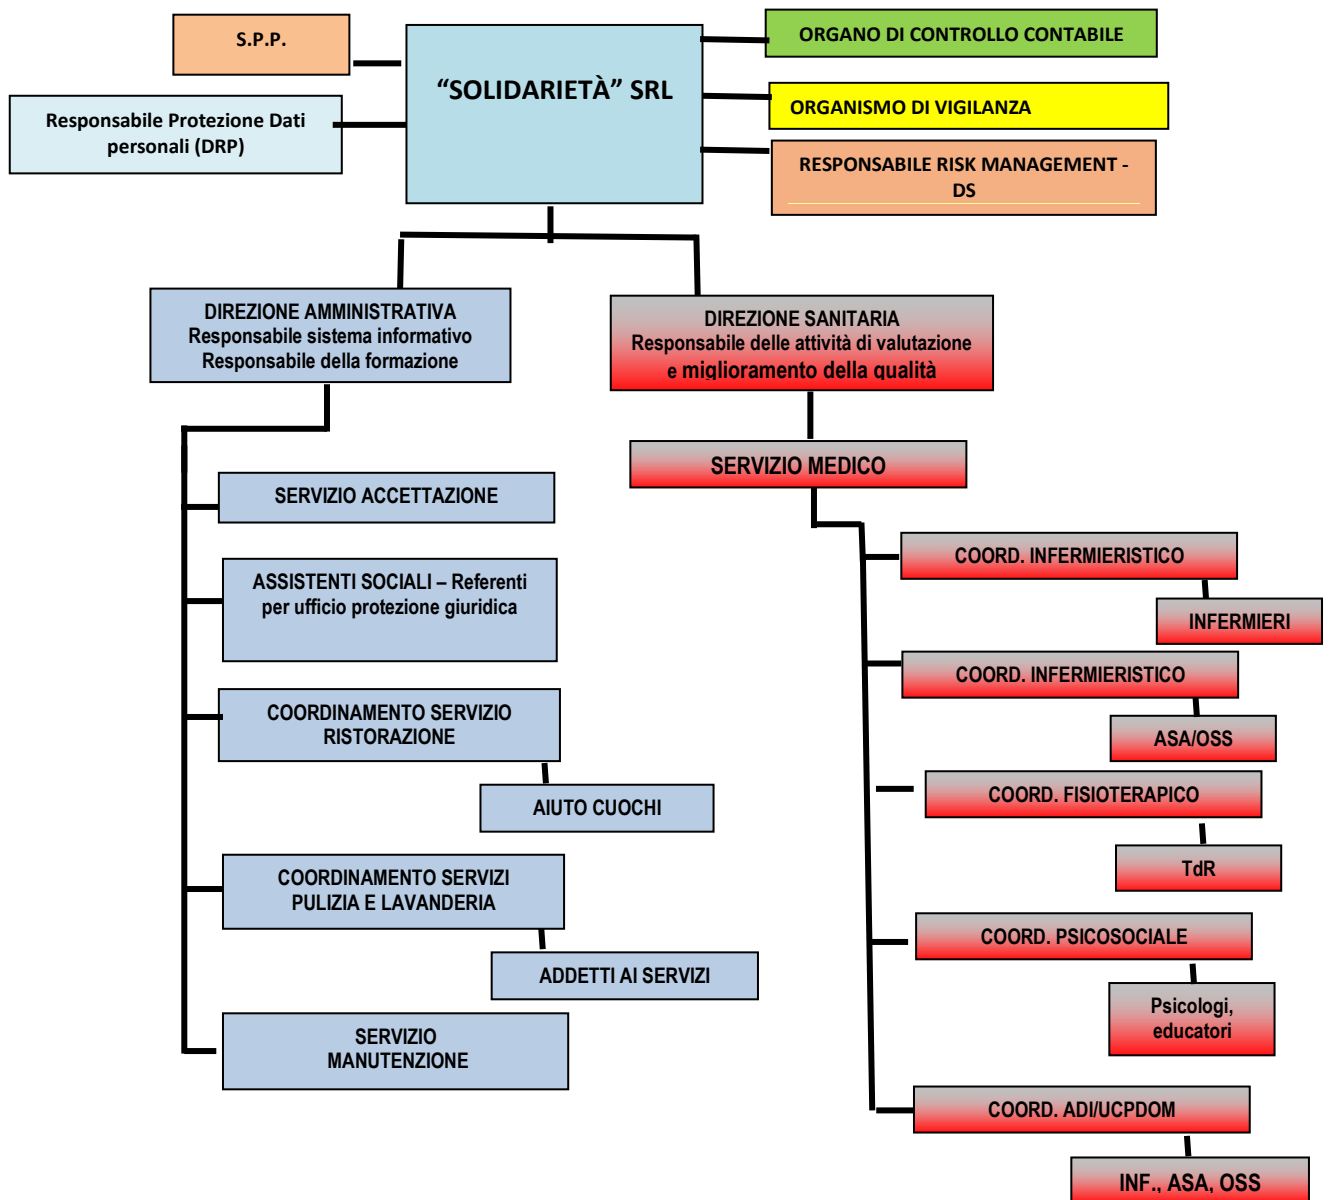 S.P.P.
"SOLIDARIETÀ" SRL
ORGANO DI CONTROLLO CONTABILE
ORGANISMO DI VIGILANZA
Responsabile Protezione Dati
personali (DRP)
RESPONSABILE RISK MANAGEMENT -
DS
DIREZIONE AMMINISTRATIVA
Responsabile sistema informativo
Responsabile della formazione
DIREZIONE SANITARIA
Responsabile delle attività di valutazione
e miglioramento della qualità
SERVIZIO ACCETTAZIONE
ASSISTENTI SOCIALI – Referenti
per ufficio protezione giuridica
COORDINAMENTO SERVIZIO
RISTORAZIONE
AIUTO CUOCHI
COORDINAMENTO SERVIZI
PULIZIA E LAVANDERIA
ADDETTI AI SERVIZI
SERVIZIO
MANUTENZIONE
SERVIZIO MEDICO
COORD. INFERMIERISTICO
INFERMIERI
COORD. INFERMIERISTICO
ASA/OSS
COORD. FISIOTERAPICO
TdR
COORD. PSICOSOCIALE
Psicologi,
educatori
COORD. ADI/UCPDOM
INF., ASA, OSS